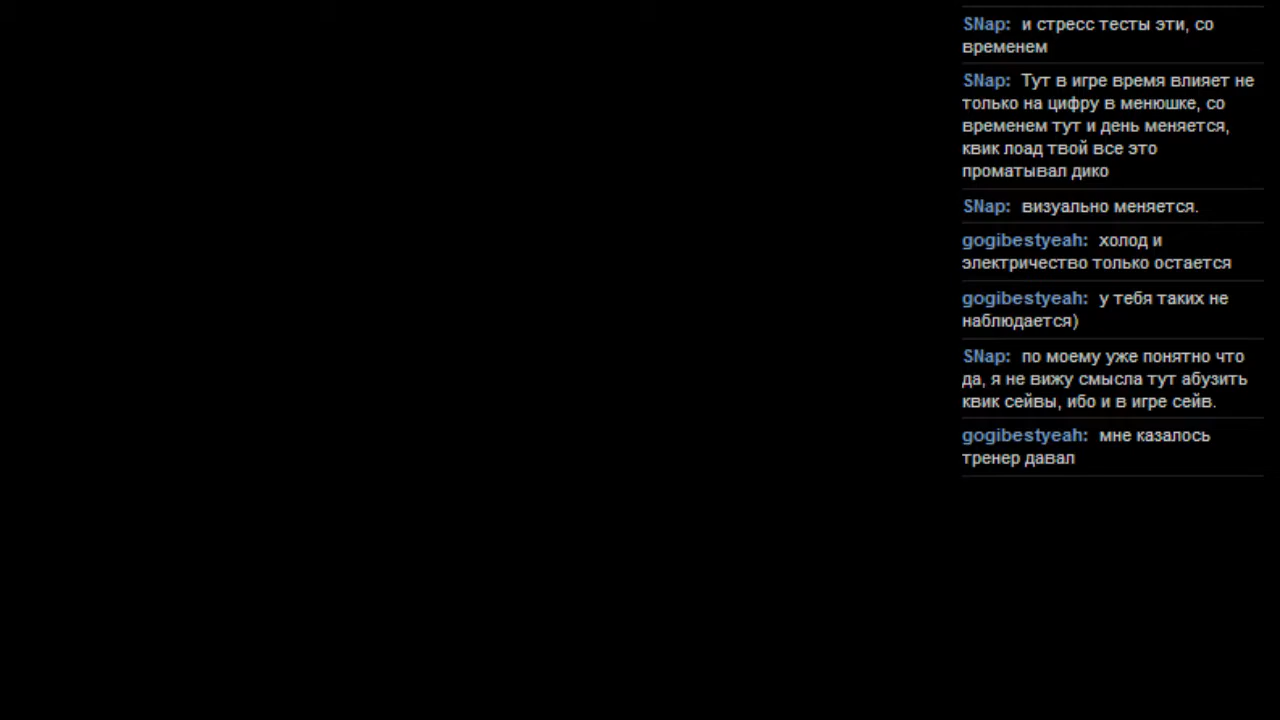 SNap: и стресс тесты эти, со
временем
SNap: Тут в игре время влияет не
только на цифру в менюшке, со
временем тут и день меняется,
квик лоад твой все это
проматывал дико
SNap: визуально меняется.
gogibestyeah: холод и
электричество только остается
gogibestyeah: у тебя таких не
наблюдается)
SNap: по моему уже понятно что
да, я не вижу смысла тут абузить
квик сейвы, ибо и в игре сейв.
gogibestyeah: мне казалось
тренер давал